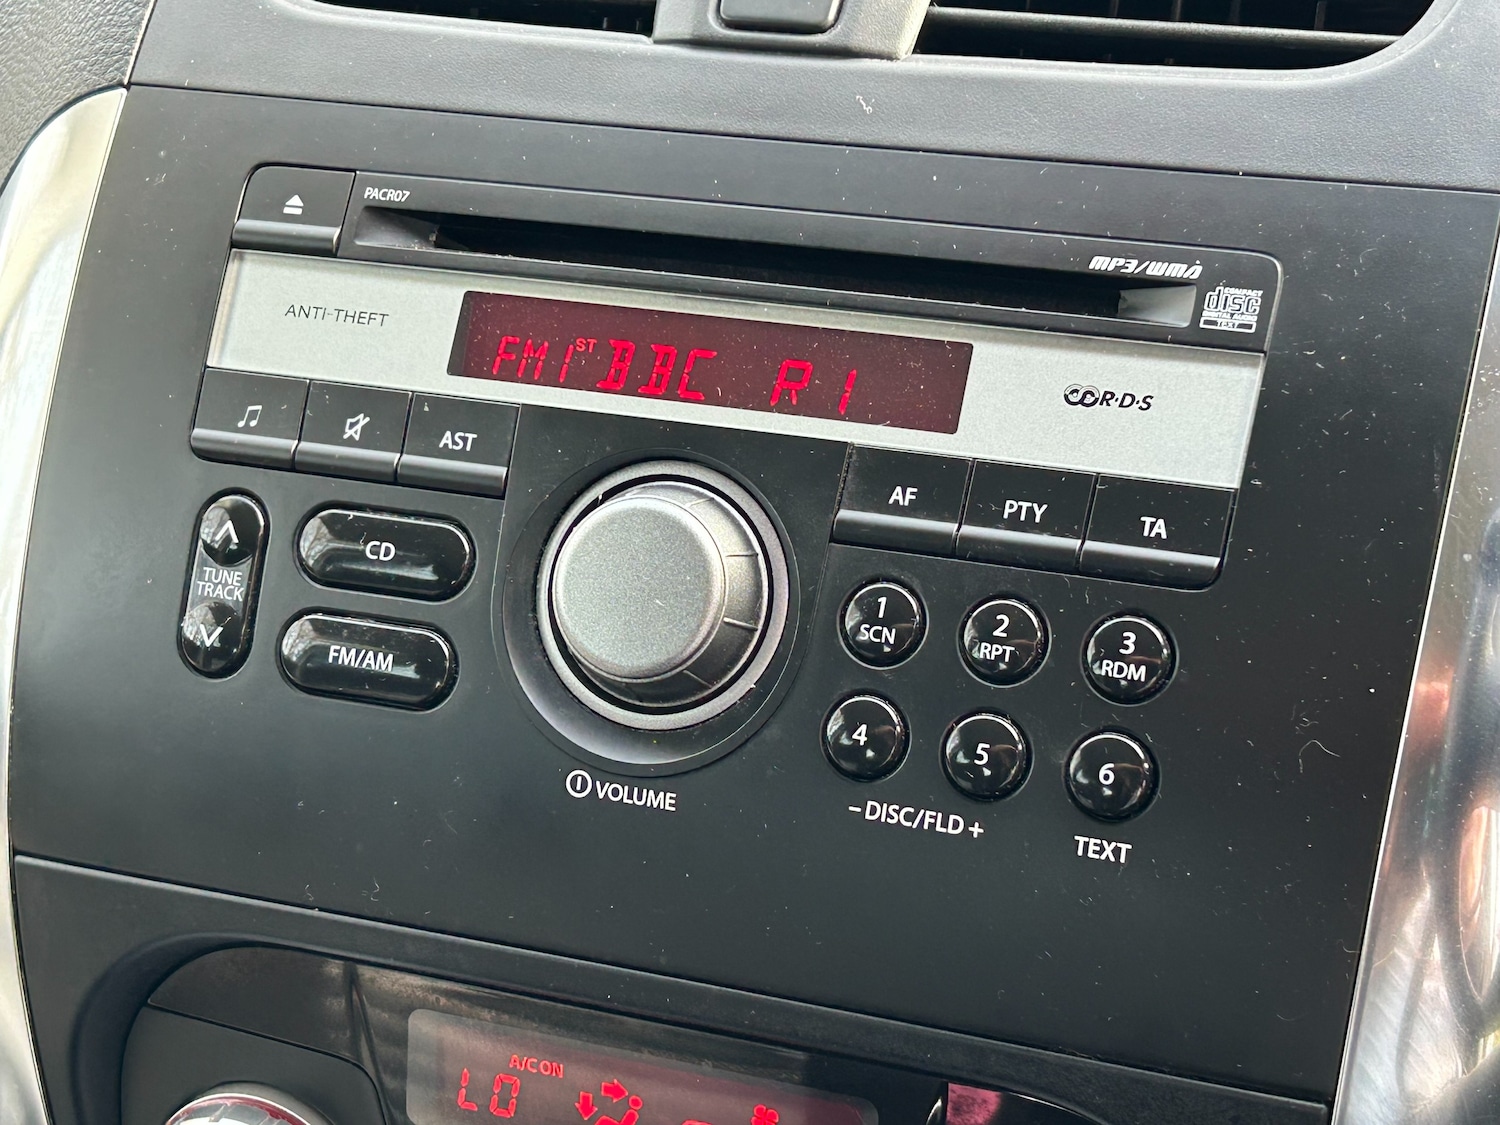 PACR07
MP3/WMA
COMPACT
disc
DIGITAL AUDIO
TEXT
ANTI-THEFT
FM1 ST BBC R1
R·D·S
AST
AF
PTY
TA
TUNE
TRACK
CD
FM/AM
1
SCN
2
RPT
3
RDM
4
5
6
VOLUME
- DISC/FLD +
TEXT
A/C ON
LO